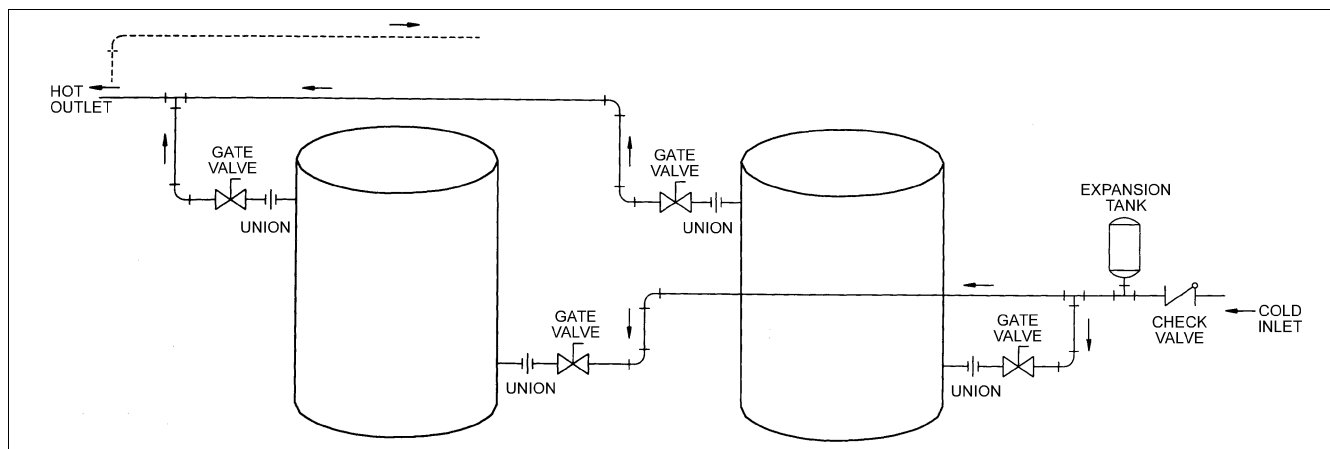 HOT
OUTLET
GATE
VALVE
UNION
GATE
VALVE
UNION
EXPANSION
TANK
GATE
VALVE
UNION
GATE
VALVE
UNION
CHECK
VALVE
COLD
INLET